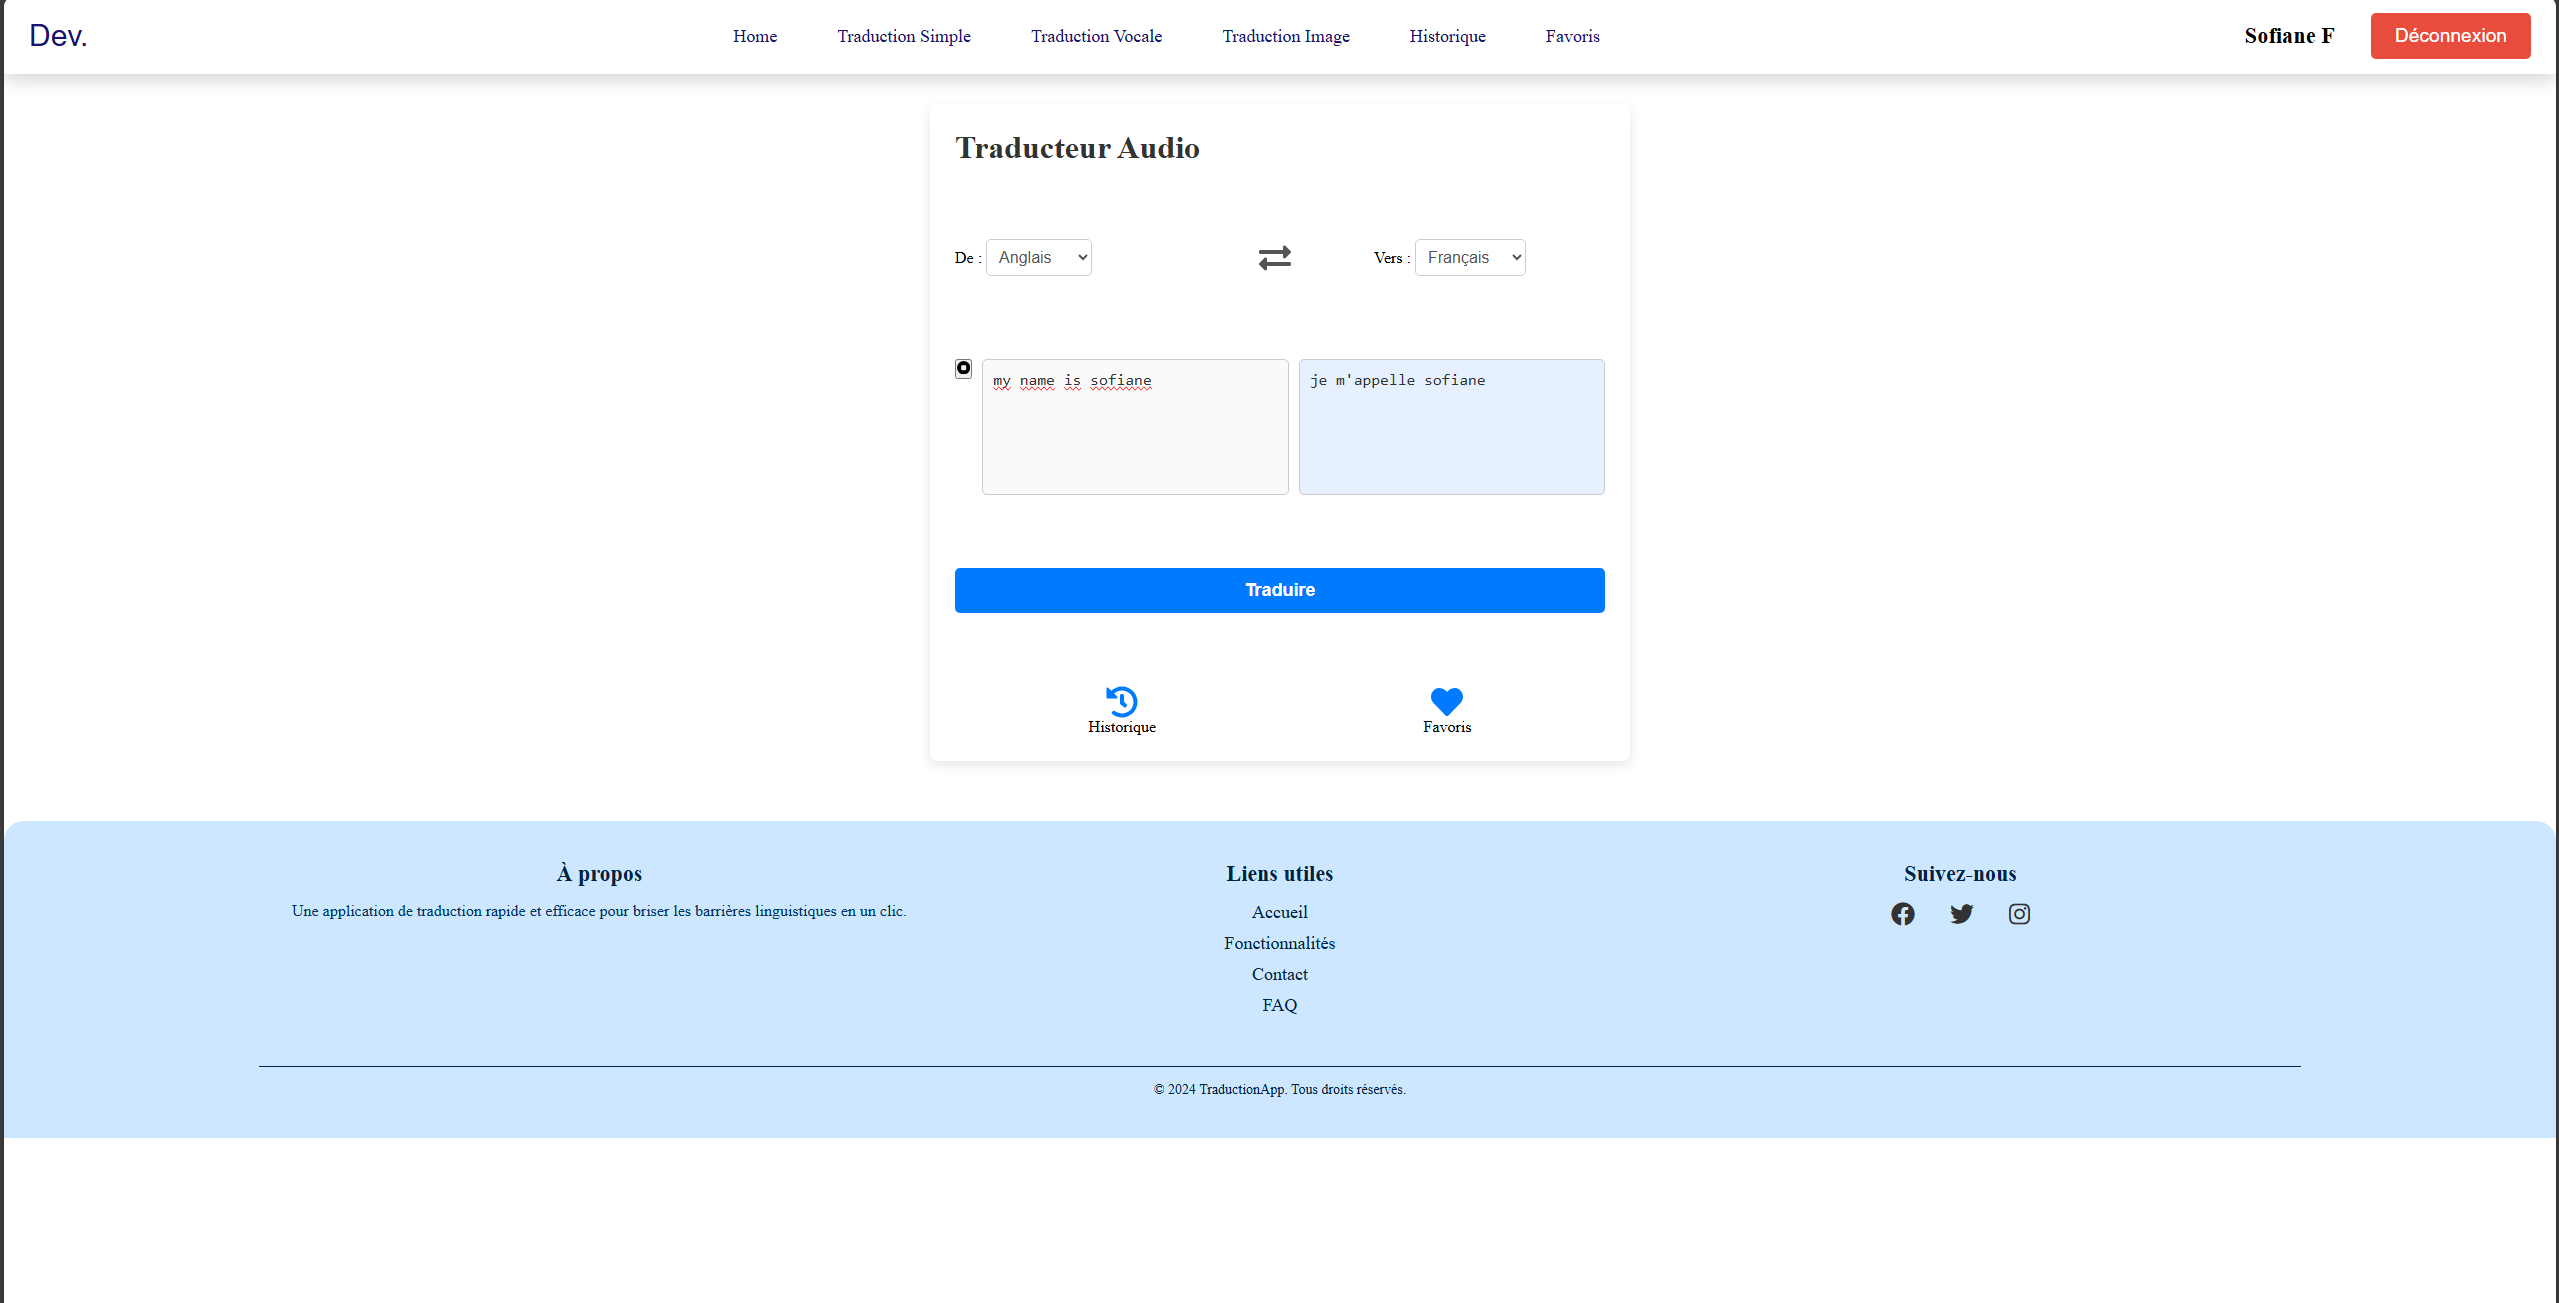 Dev.
Home
Traduction Simple
Traduction Vocale
Traduction Image
Historique
Favoris
Sofiane F
Déconnexion
Traducteur Audio
De :
Anglais
Vers :
Français
my name is sofiane
je m'appelle sofiane
Traduire
Historique
Favoris
À propos
Une application de traduction rapide et efficace pour briser les barrières linguistiques en un clic.
Liens utiles
Accueil
Fonctionnalités
Contact
FAQ
Suivez-nous
© 2024 TraductionApp. Tous droits réservés.